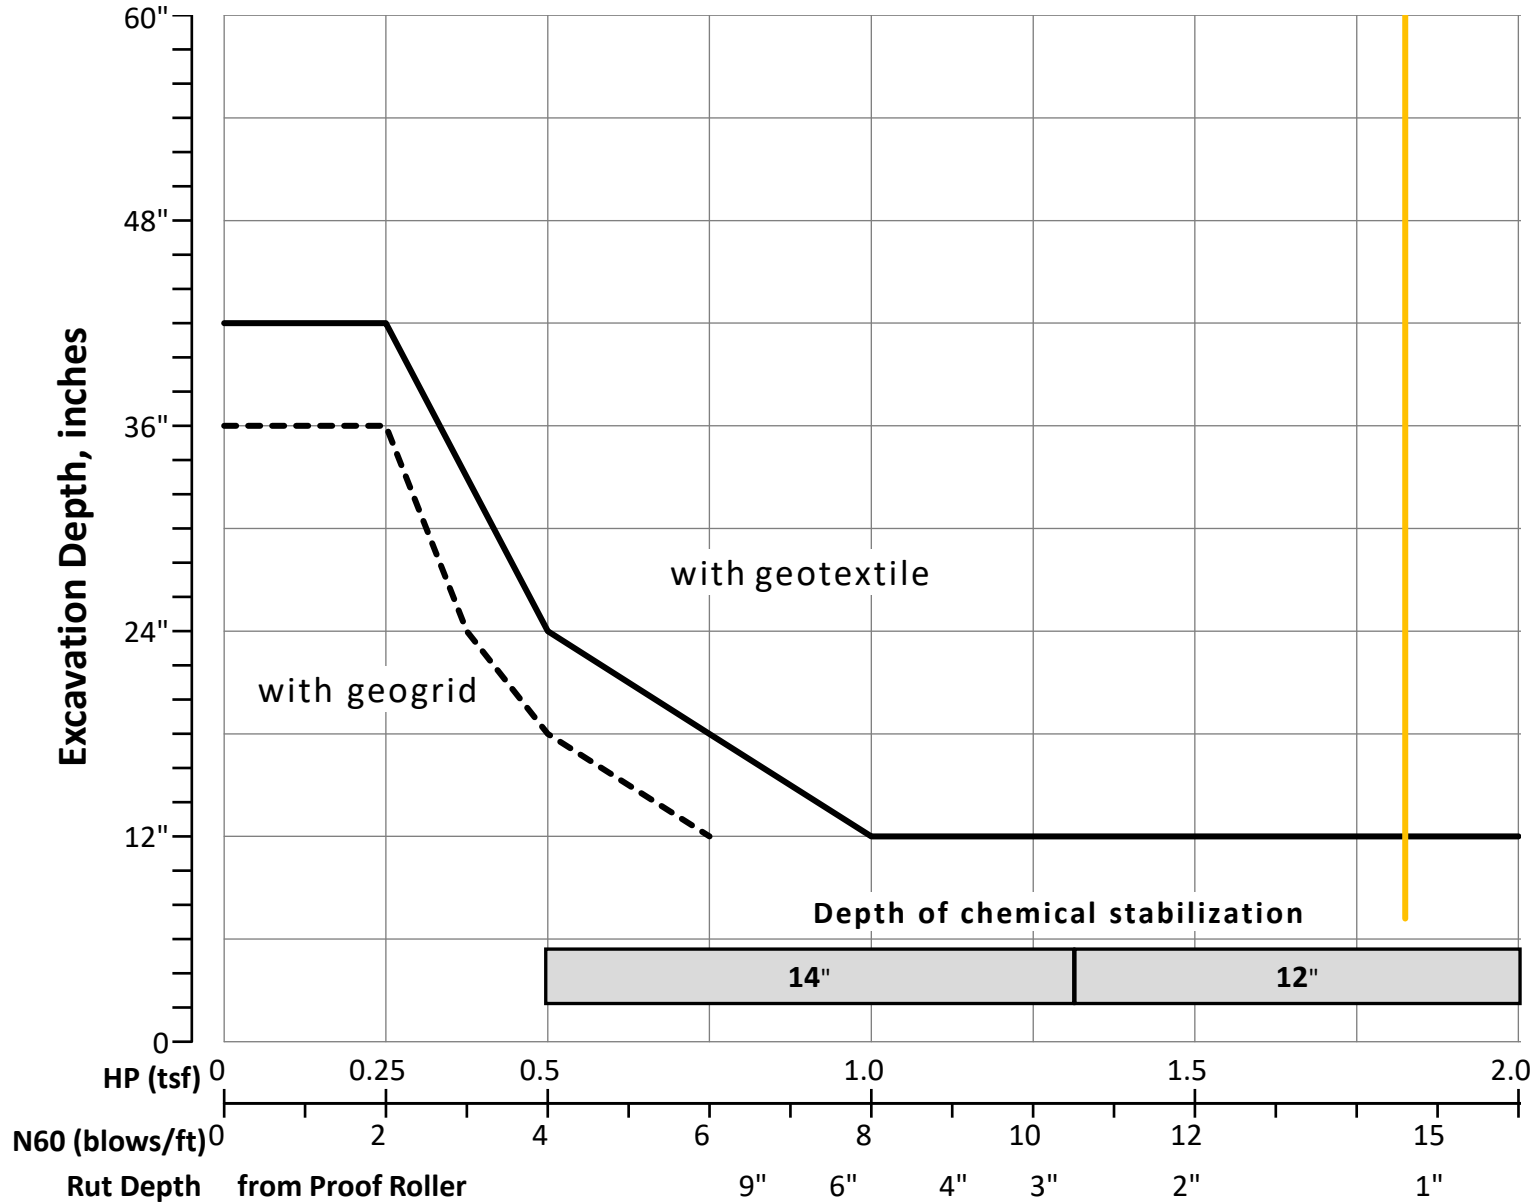 60"
48"
36"
24"
12"
0
Excavation Depth, inches
with geotextile
with geogrid
Depth of chemical stabilization
14" 12"
HP (tsf) 0 0.25 0.5 1.0 1.5 2.0
N60 (blows/ft) 0 2 4 6 8 10 12 15
Rut Depth from Proof Roller 9" 6" 4" 3" 2" 1"